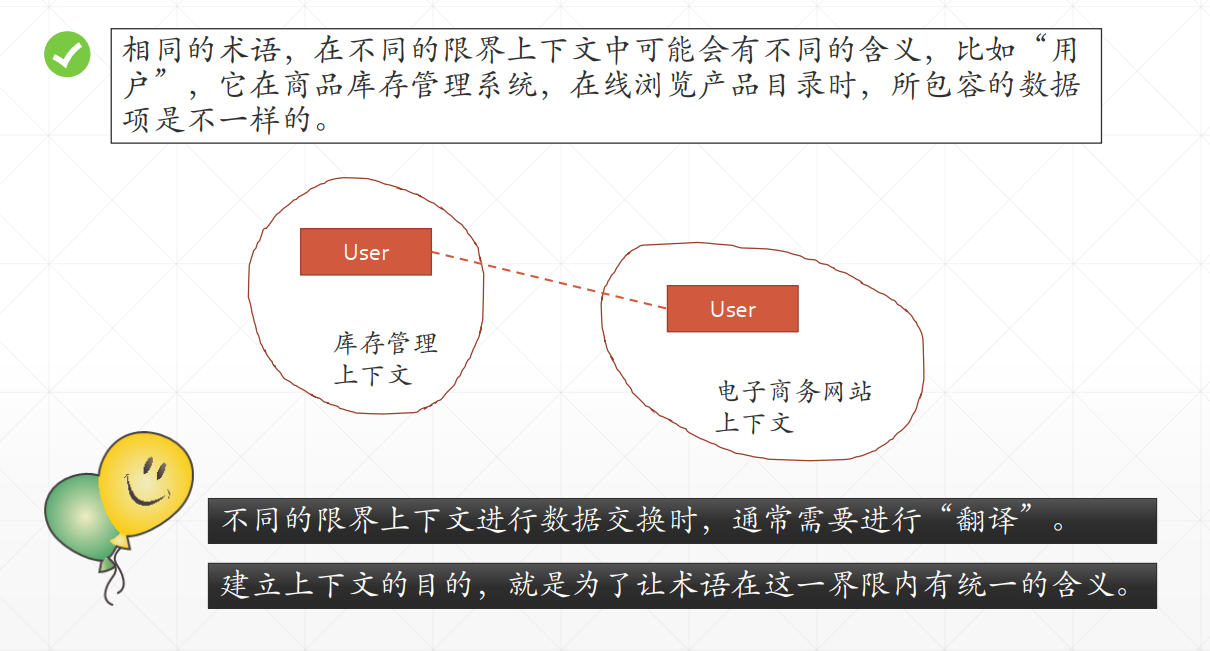 相同的术语，在不同的限界上下文中可能会有不同的含义，比如“用
户”，它在商品库存管理系统，在线浏览产品目录时，所包容的数据
项是不一样的。
User
User
库存管理
上下文
电子商务网站
上下文
不同的限界上下文进行数据交换时，通常需要进行“翻译”。
建立上下文的目的，就是为了让术语在这一界限内有统一的含义。